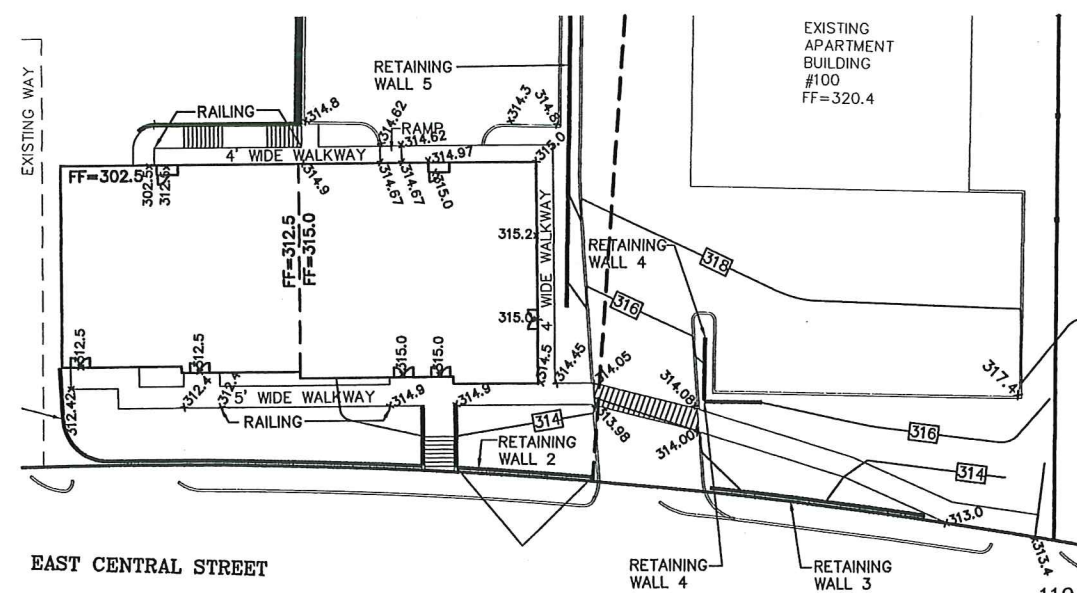 EXISTING
APARTMENT
BUILDING
#100
FF=320.4
RETAINING
WALL 5
EXISTING WAY
RAILING
314.8
314.62
RAMP
314.62
314.3
314.8
4' WIDE WALKWAY
314.97
315.0
FF=302.5
302.5
312.5
314.9
314.67
314.67
315.0
FF=312.5
FF=315.0
315.2
4' WIDE WALKWAY
RETAINING
WALL 4
318
316
315.0
312.5
312.5
315.0
315.0
314.5
314.45
314.05
314.08
317.4
312.42
312.4
312.4
5' WIDE WALKWAY
314.9
314.9
RAILING
314
313.98
314.00
316
RETAINING
WALL 2
314
313.0
313.4
EAST CENTRAL STREET
RETAINING
WALL 4
RETAINING
WALL 3